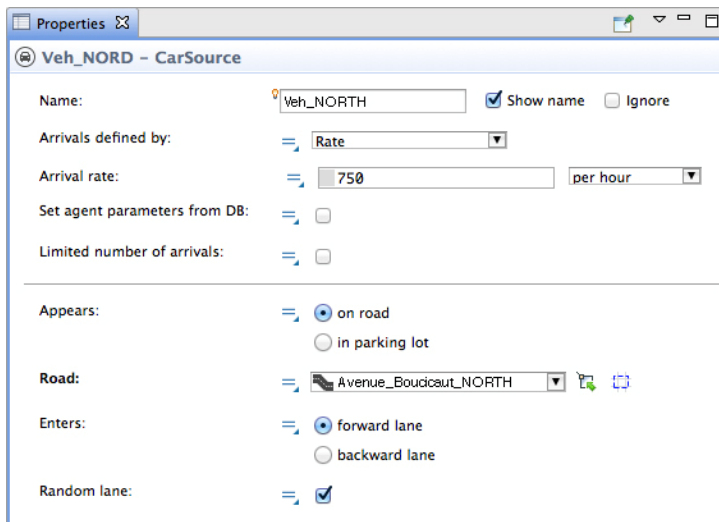 Properties
Veh_NORD – CarSource
Name: Veh_NORTH Show name Ignore
Arrivals defined by: Rate
Arrival rate: 750 per hour
Set agent parameters from DB:
Limited number of arrivals:
Appears: on road
in parking lot
Road: Avenue_Boucicaut_NORTH
Enters: forward lane
backward lane
Random lane: